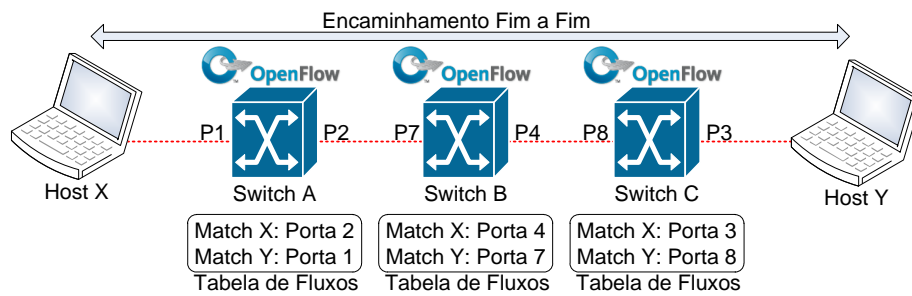 Encaminhamento Fim a Fim
OpenFlow OpenFlow OpenFlow
P1 P2 P7 P4 P8 P3
Host X Switch A Switch B Switch C Host Y
Match X: Porta 2
Match Y: Porta 1
Tabela de Fluxos
Match X: Porta 4
Match Y: Porta 7
Tabela de Fluxos
Match X: Porta 3
Match Y: Porta 8
Tabela de Fluxos